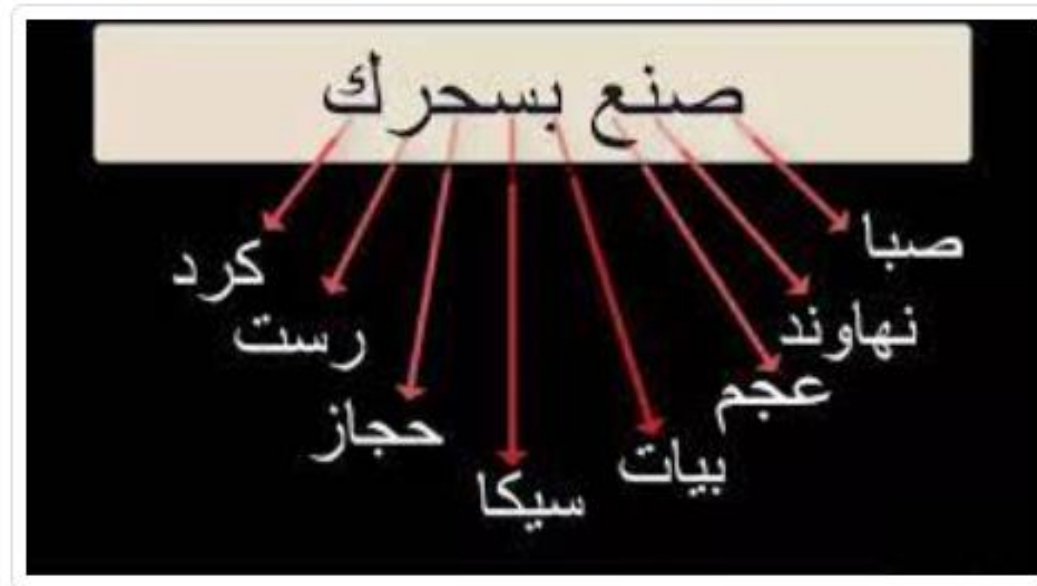 صنع بسحرك
صبا
نهاوند
عجم
بيات
سيكا
حجاز
رست
كرد